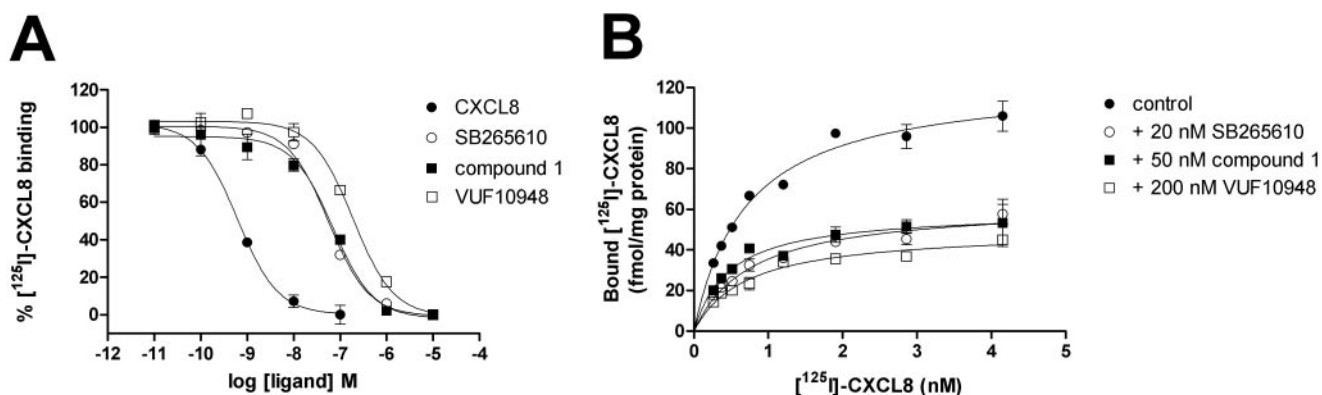 A
% [¹²⁵I]-CXCL8 binding
120
100
80
60
40
20
0
-12 -11 -10 -9 -8 -7 -6 -5 -4
log [ligand] M
CXCL8
SB265610
compound 1
VUF10948
B
Bound [¹²⁵I]-CXCL8
(fmol/mg protein)
120
100
80
60
40
20
0
0 1 2 3 4 5
[¹²⁵I]-CXCL8 (nM)
control
+ 20 nM SB265610
+ 50 nM compound 1
+ 200 nM VUF10948